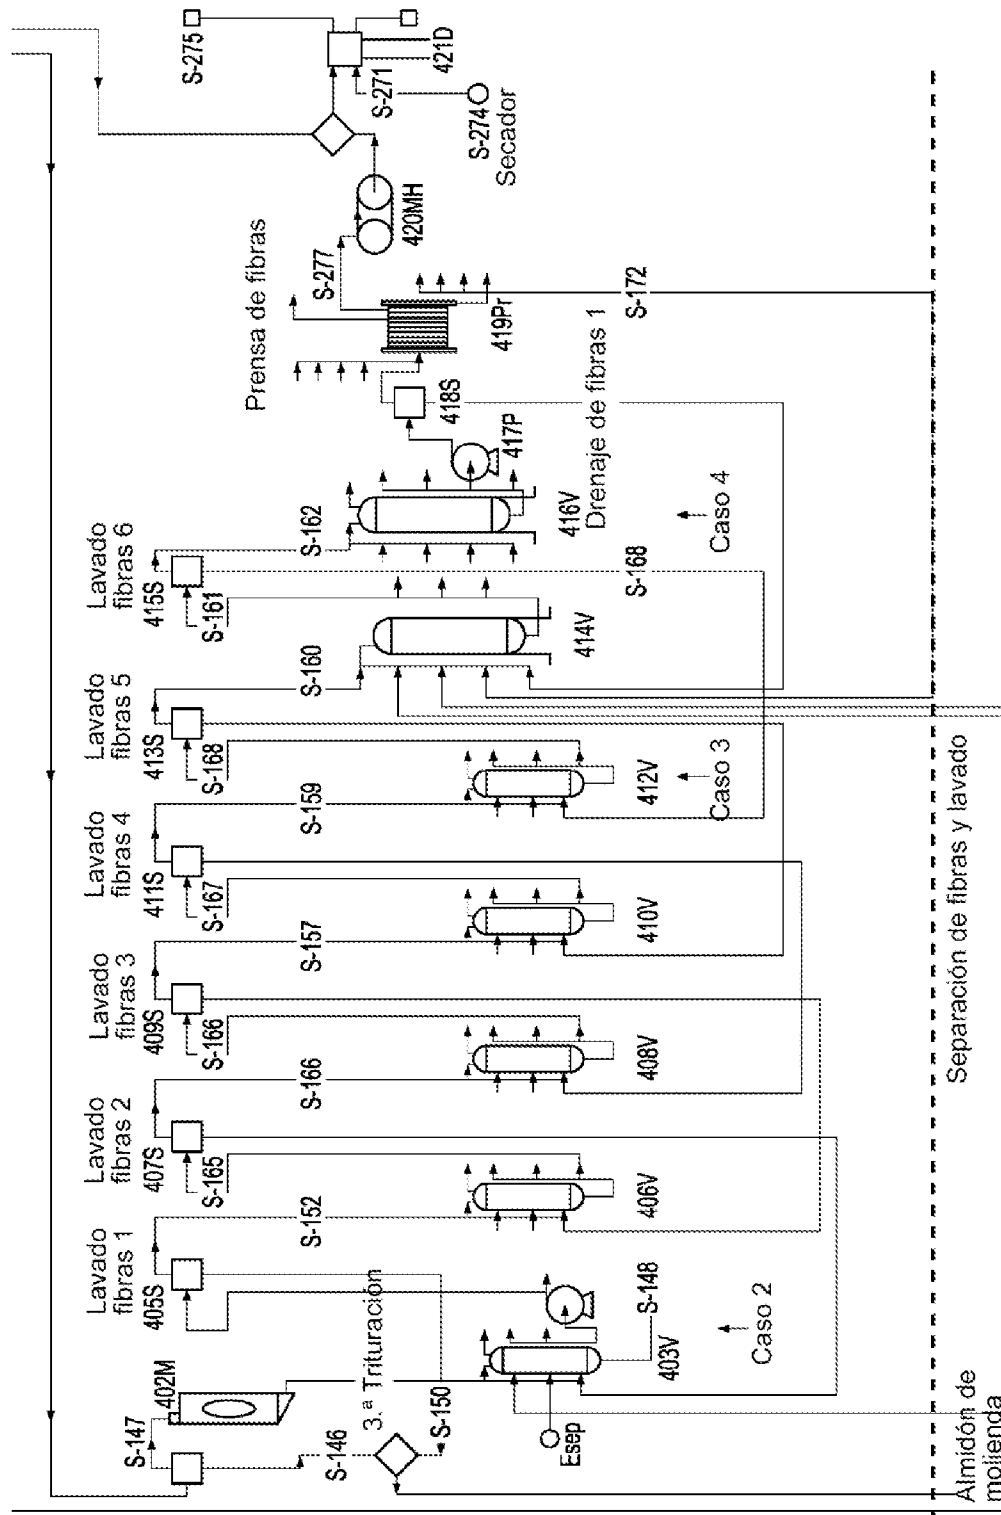 S-275
421D
S-271
S-274
Secador
420MH
S-277
Prensa de fibras
419Pr
S-172
418S
417P
Drenaje de fibras 1
416V
Caso 4
S-162
Lavado
fibras 6
415S
S-161
S-168
414V
S-160
Lavado
fibras 5
413S
S-168
412V
Caso 3
S-159
Lavado
fibras 4
411S
S-167
410V
S-157
Lavado
fibras 3
409S
S-166
408V
S-166
Lavado
fibras 2
407S
S-165
406V
S-152
Lavado
fibras 1
405S
S-148
403V
Caso 2
3.ª Trituración
402M
S-147
S-146
S-150
Esep
Almidón de
molienda
Separación de fibras y lavado